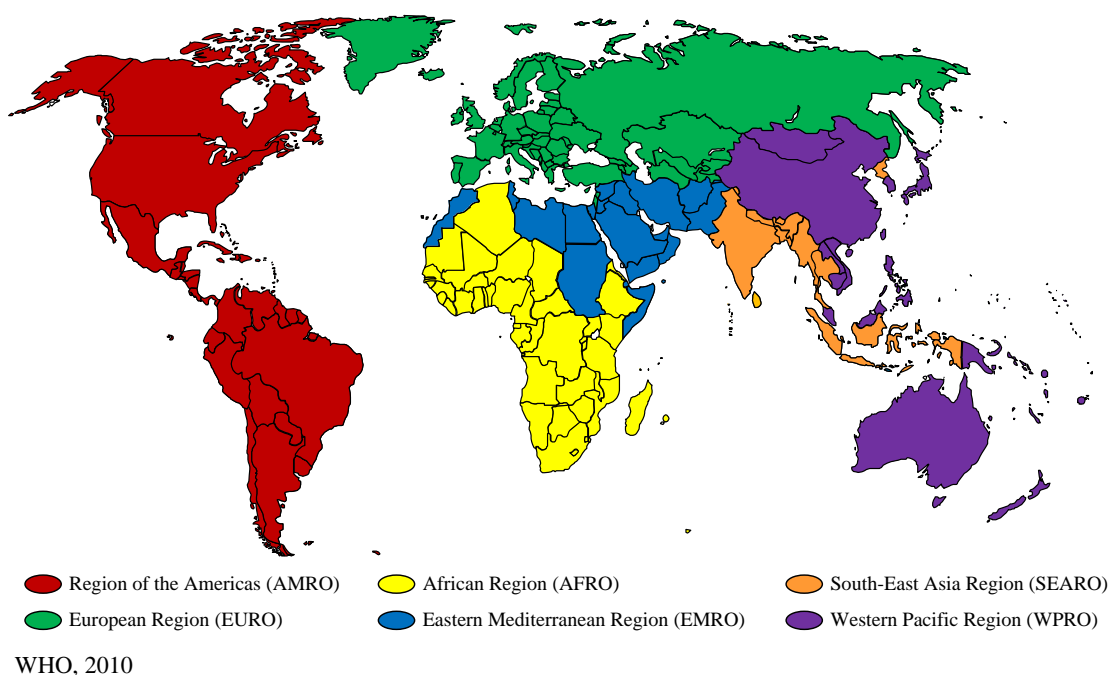 Region of the Americas (AMRO)
African Region (AFRO)
South-East Asia Region (SEARO)
European Region (EURO)
Eastern Mediterranean Region (EMRO)
Western Pacific Region (WPRO)
WHO, 2010